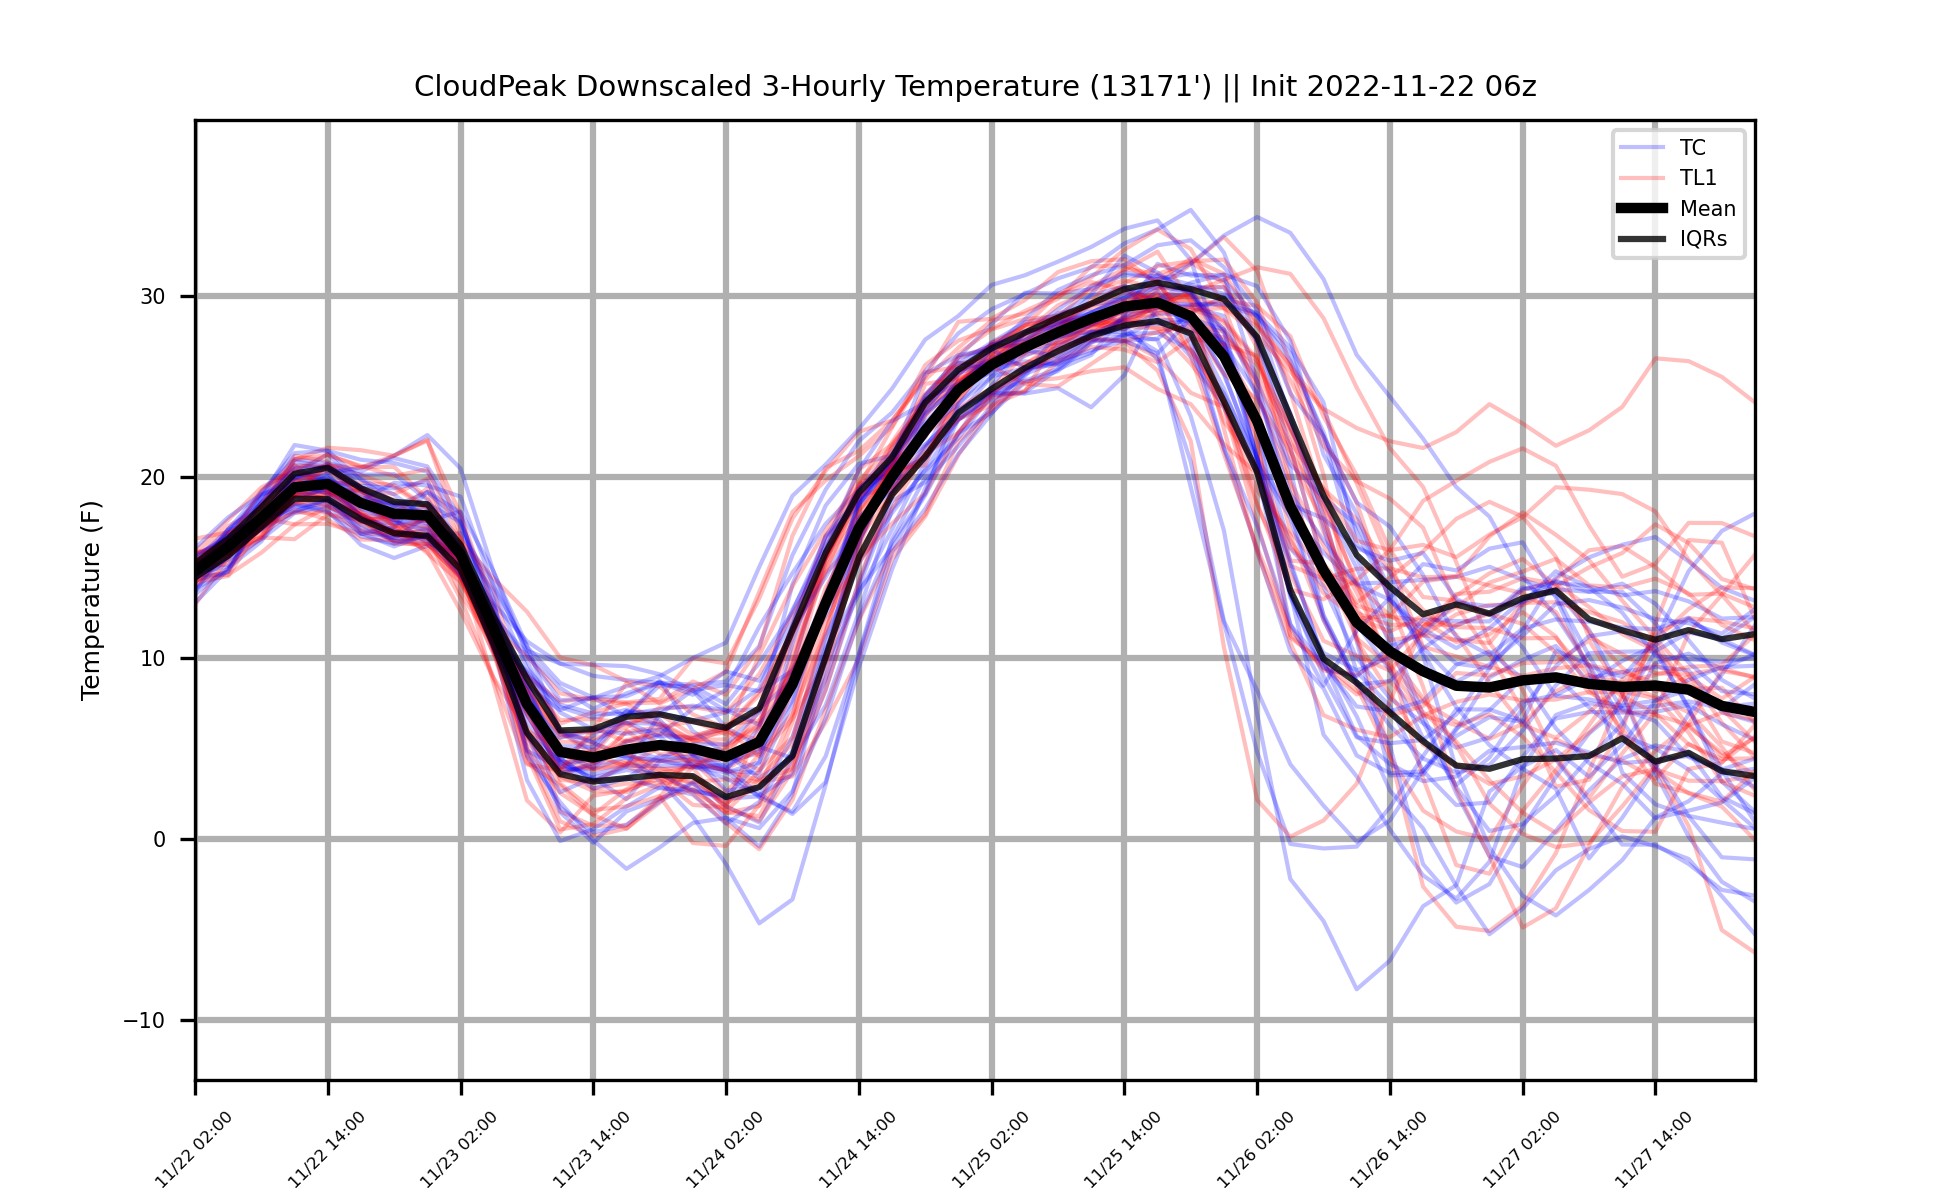 CloudPeak Downscaled 3-Hourly Temperature (13171') || Init 2022-11-22 06z
TC
TL1
Mean
IQRs
Temperature (F)
30
20
10
0
−10
11/22 02:00
11/22 14:00
11/23 02:00
11/23 14:00
11/24 02:00
11/24 14:00
11/25 02:00
11/25 14:00
11/26 02:00
11/26 14:00
11/27 02:00
11/27 14:00